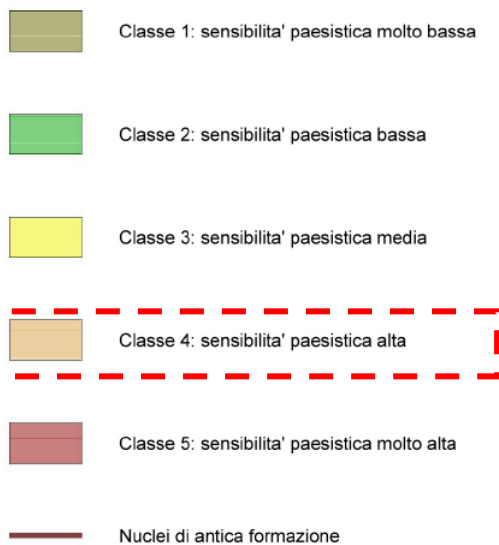 Classe 1: sensibilita' paesistica molto bassa
Classe 2: sensibilita' paesistica bassa
Classe 3: sensibilita' paesistica media
Classe 4: sensibilita' paesistica alta
Classe 5: sensibilita' paesistica molto alta
Nuclei di antica formazione